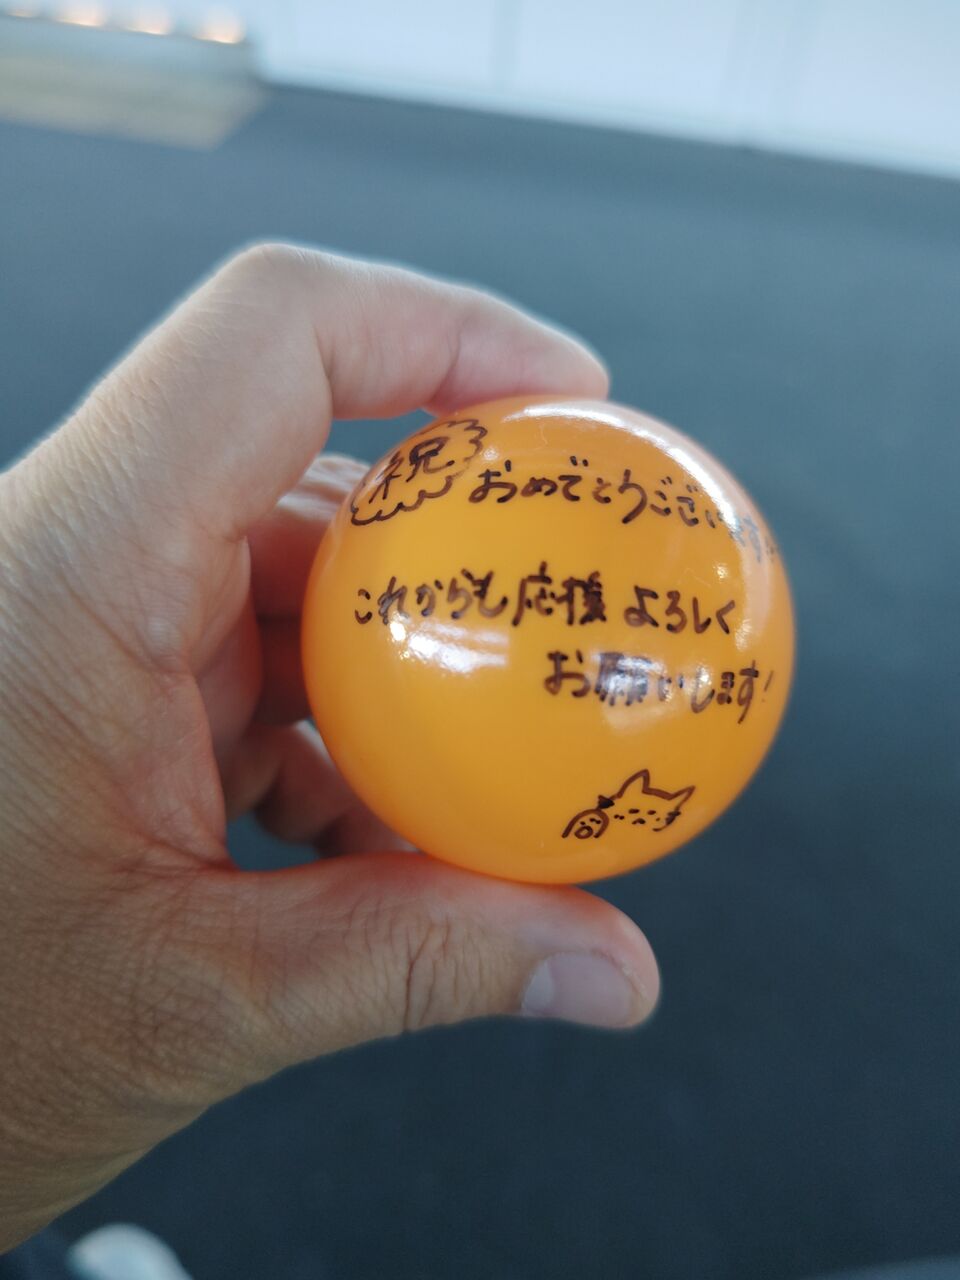 祝 おめでとうございます!!
これからも応援よろしく
お願いします!